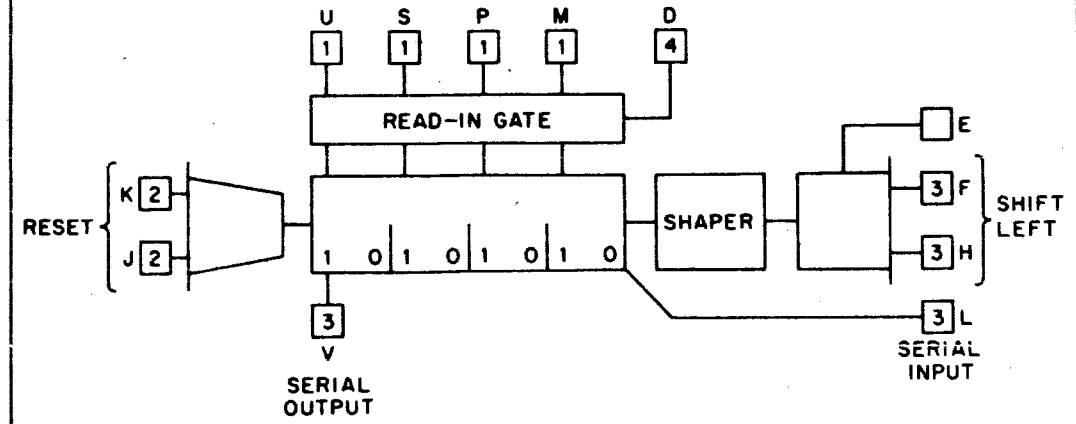 U S P M D
1 1 1 1 4
READ-IN GATE
E
K 2
3 F
RESET
SHAPER
SHIFT
LEFT
J 2
3 H
1 0 1 0 1 0 1 0
3
3 L
V
SERIAL
INPUT
SERIAL
OUTPUT